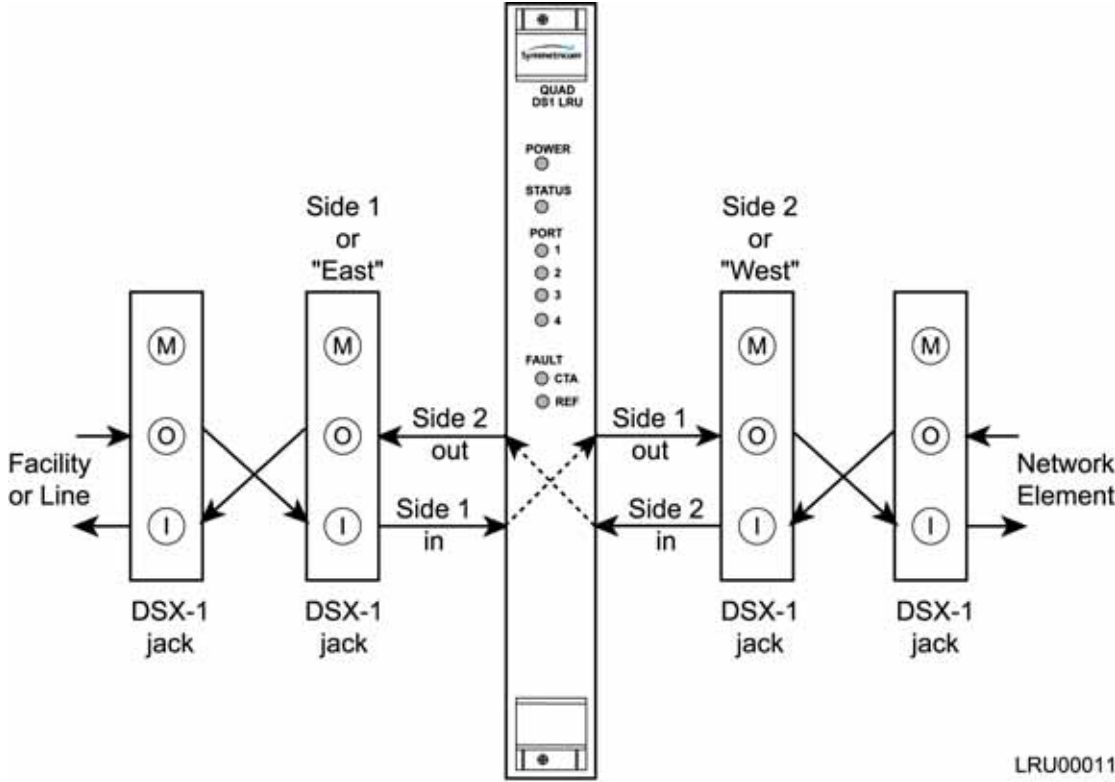 Symmetricom
QUAD
DS1 LRU
POWER
STATUS
PORT
1
2
3
4
FAULT
CTA
REF
Side 1
or
"East"
Side 2
or
"West"
M
O
I
M
O
I
M
O
I
M
O
I
Facility
or Line
Side 2
out
Side 1
in
Side 1
out
Side 2
in
Network
Element
DSX-1
jack
DSX-1
jack
DSX-1
jack
DSX-1
jack
LRU00011